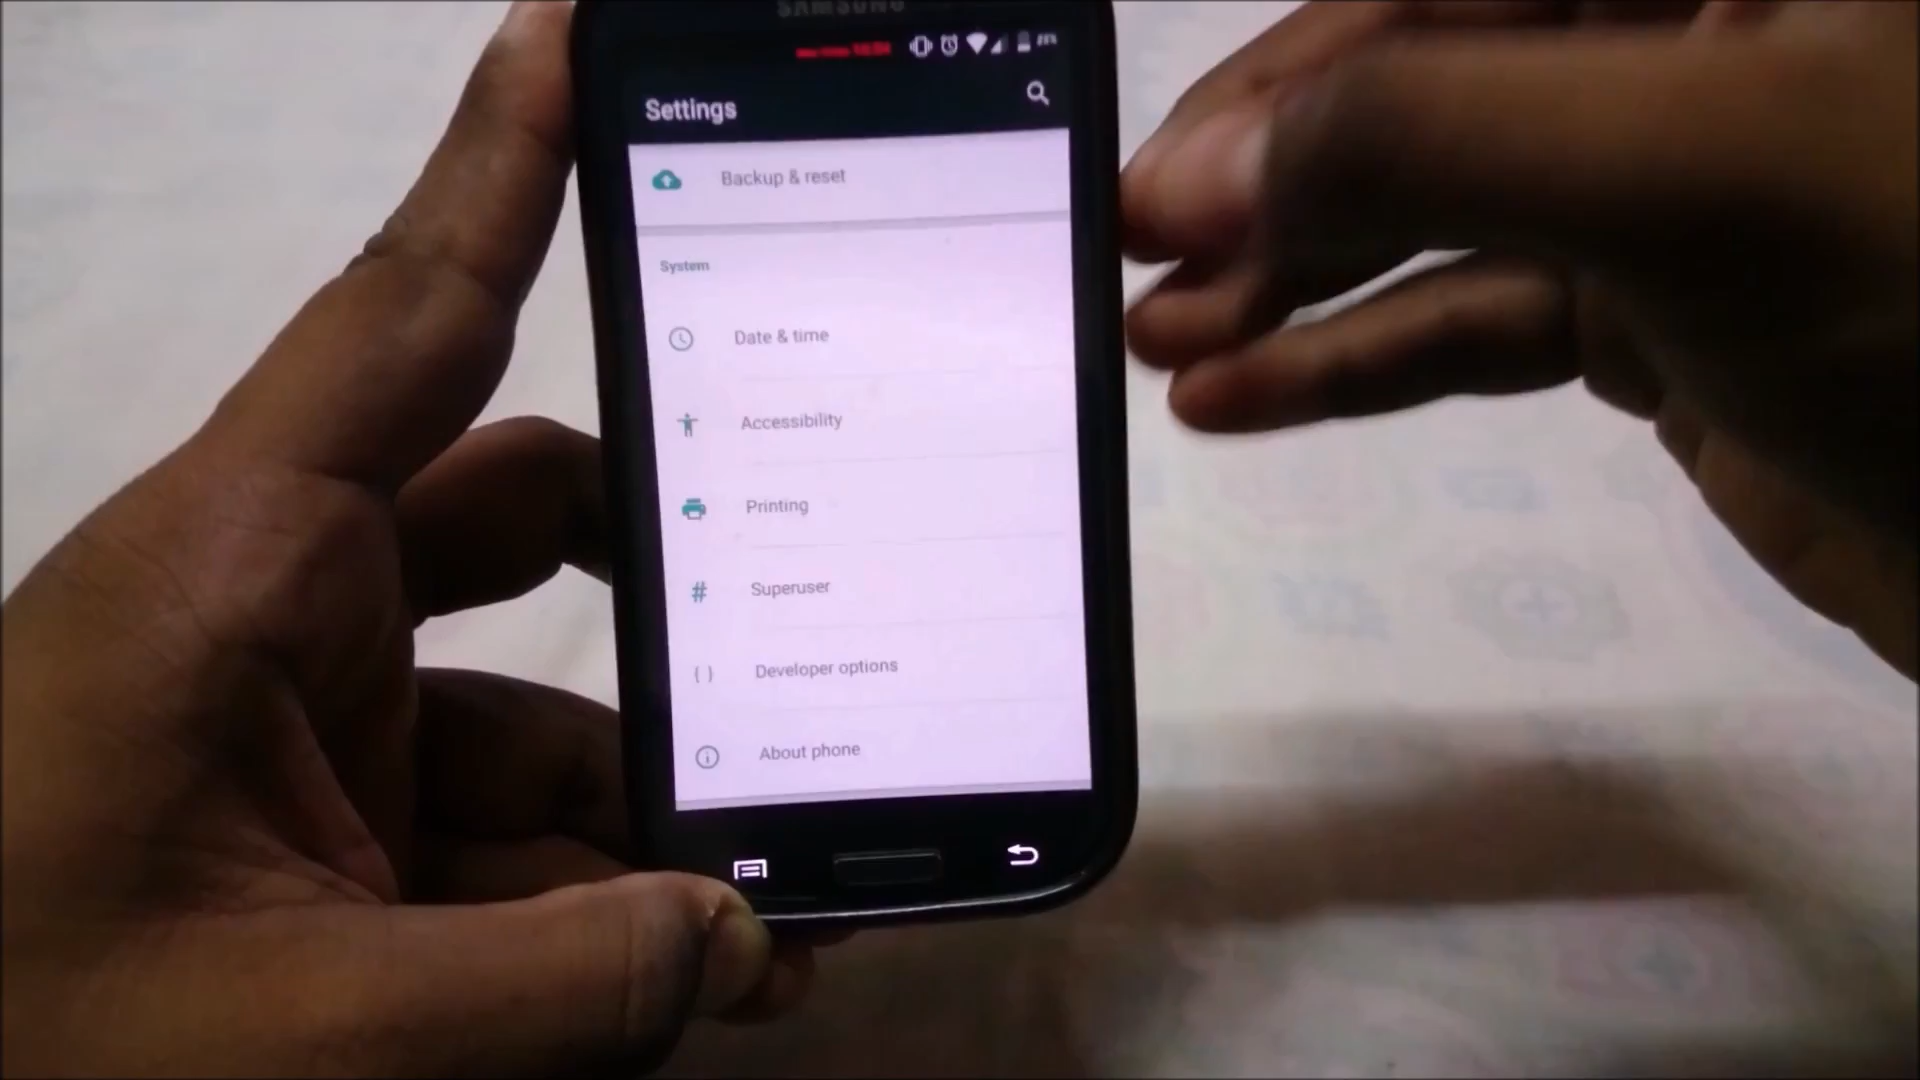 SAMSUNG
Settings
Backup & reset
System
Date & time
Accessibility
Printing
# Superuser
{ } Developer options
About phone